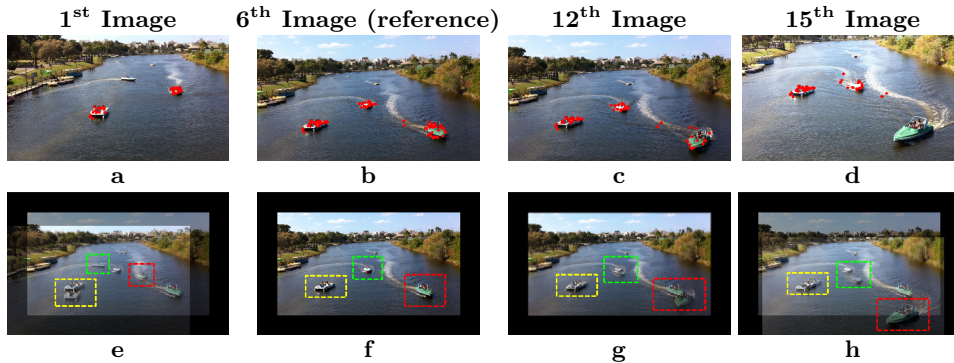 1st Image
6th Image (reference)
12th Image
15th Image
a
b
c
d
e
f
g
h